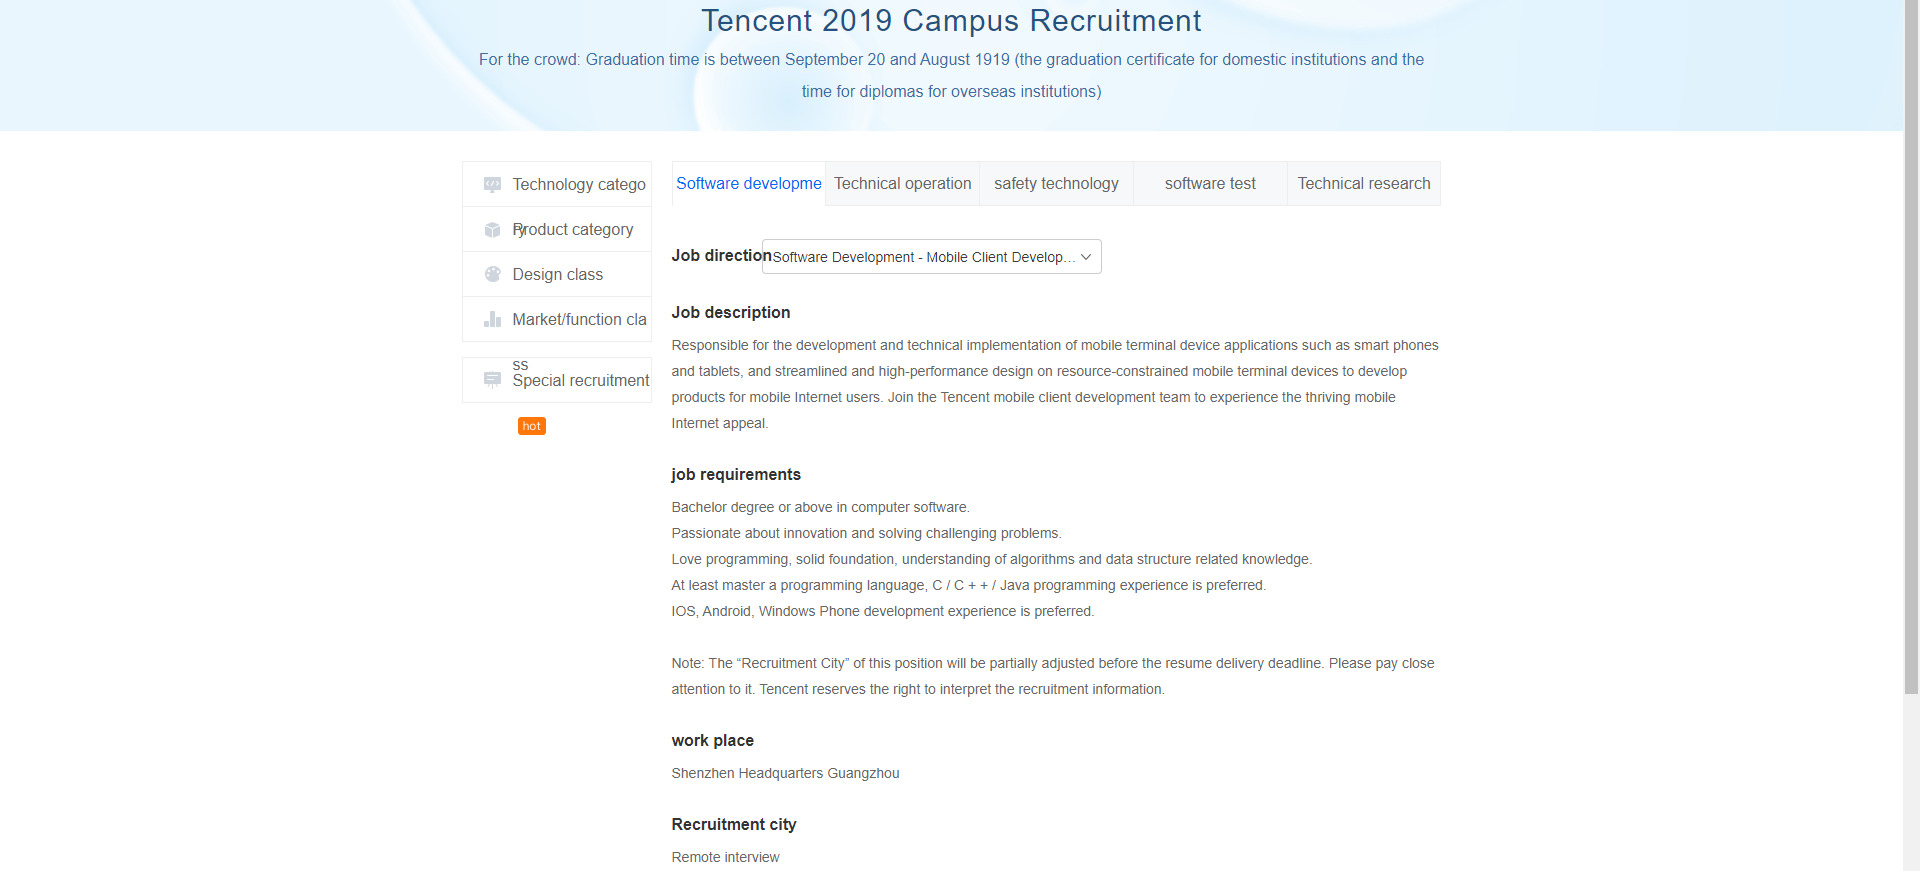 Tencent 2019 Campus Recruitment
For the crowd: Graduation time is between September 20 and August 1919 (the graduation certificate for domestic institutions and the
time for diplomas for overseas institutions)
Technology catego
ry
Product category
Design class
Market/function cla
ss
Special recruitment
hot
Software developme
Technical operation
safety technology
software test
Technical research
Job direction
Software Development - Mobile Client Develop…
Job description
Responsible for the development and technical implementation of mobile terminal device applications such as smart phones
and tablets, and streamlined and high-performance design on resource-constrained mobile terminal devices to develop
products for mobile Internet users. Join the Tencent mobile client development team to experience the thriving mobile
Internet appeal.
job requirements
Bachelor degree or above in computer software.
Passionate about innovation and solving challenging problems.
Love programming, solid foundation, understanding of algorithms and data structure related knowledge.
At least master a programming language, C / C + + / Java programming experience is preferred.
IOS, Android, Windows Phone development experience is preferred.
Note: The “Recruitment City” of this position will be partially adjusted before the resume delivery deadline. Please pay close
attention to it. Tencent reserves the right to interpret the recruitment information.
work place
Shenzhen Headquarters Guangzhou
Recruitment city
Remote interview